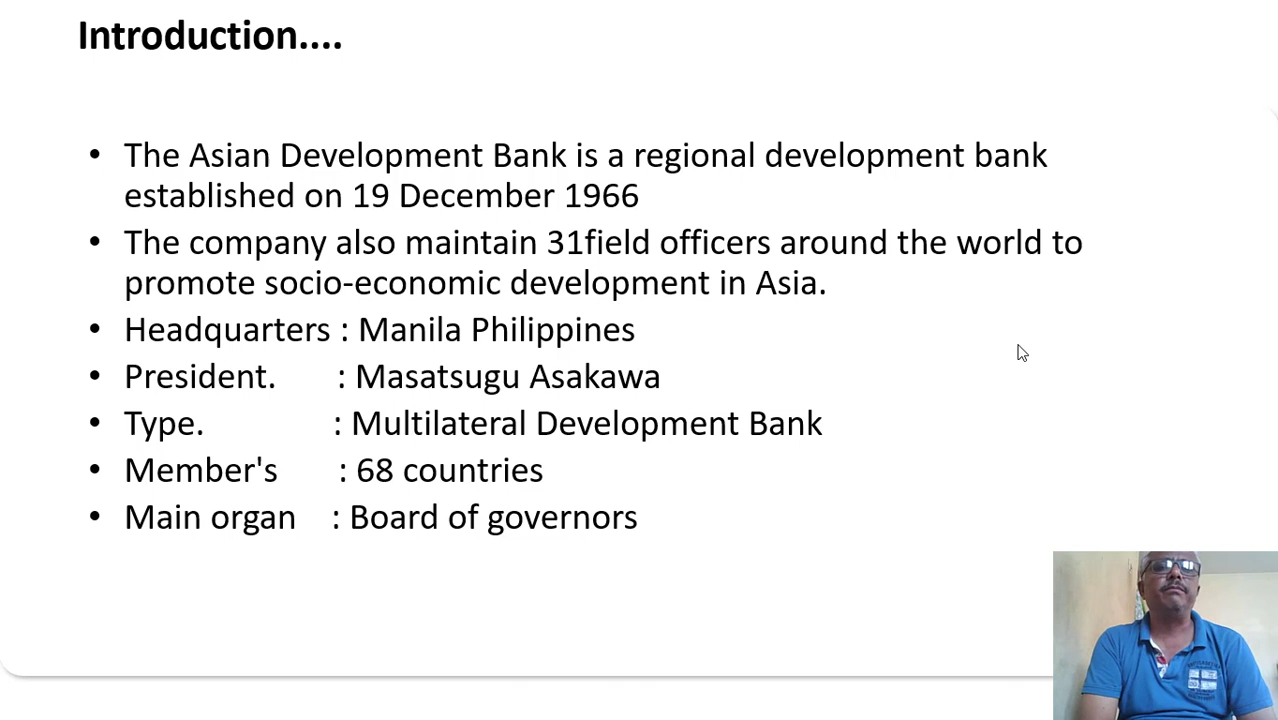 Introduction....
• The Asian Development Bank is a regional development bank
established on 19 December 1966
• The company also maintain 31field officers around the world to
promote socio-economic development in Asia.
• Headquarters : Manila Philippines
• President. : Masatsugu Asakawa
• Type. : Multilateral Development Bank
• Member's : 68 countries
• Main organ : Board of governors